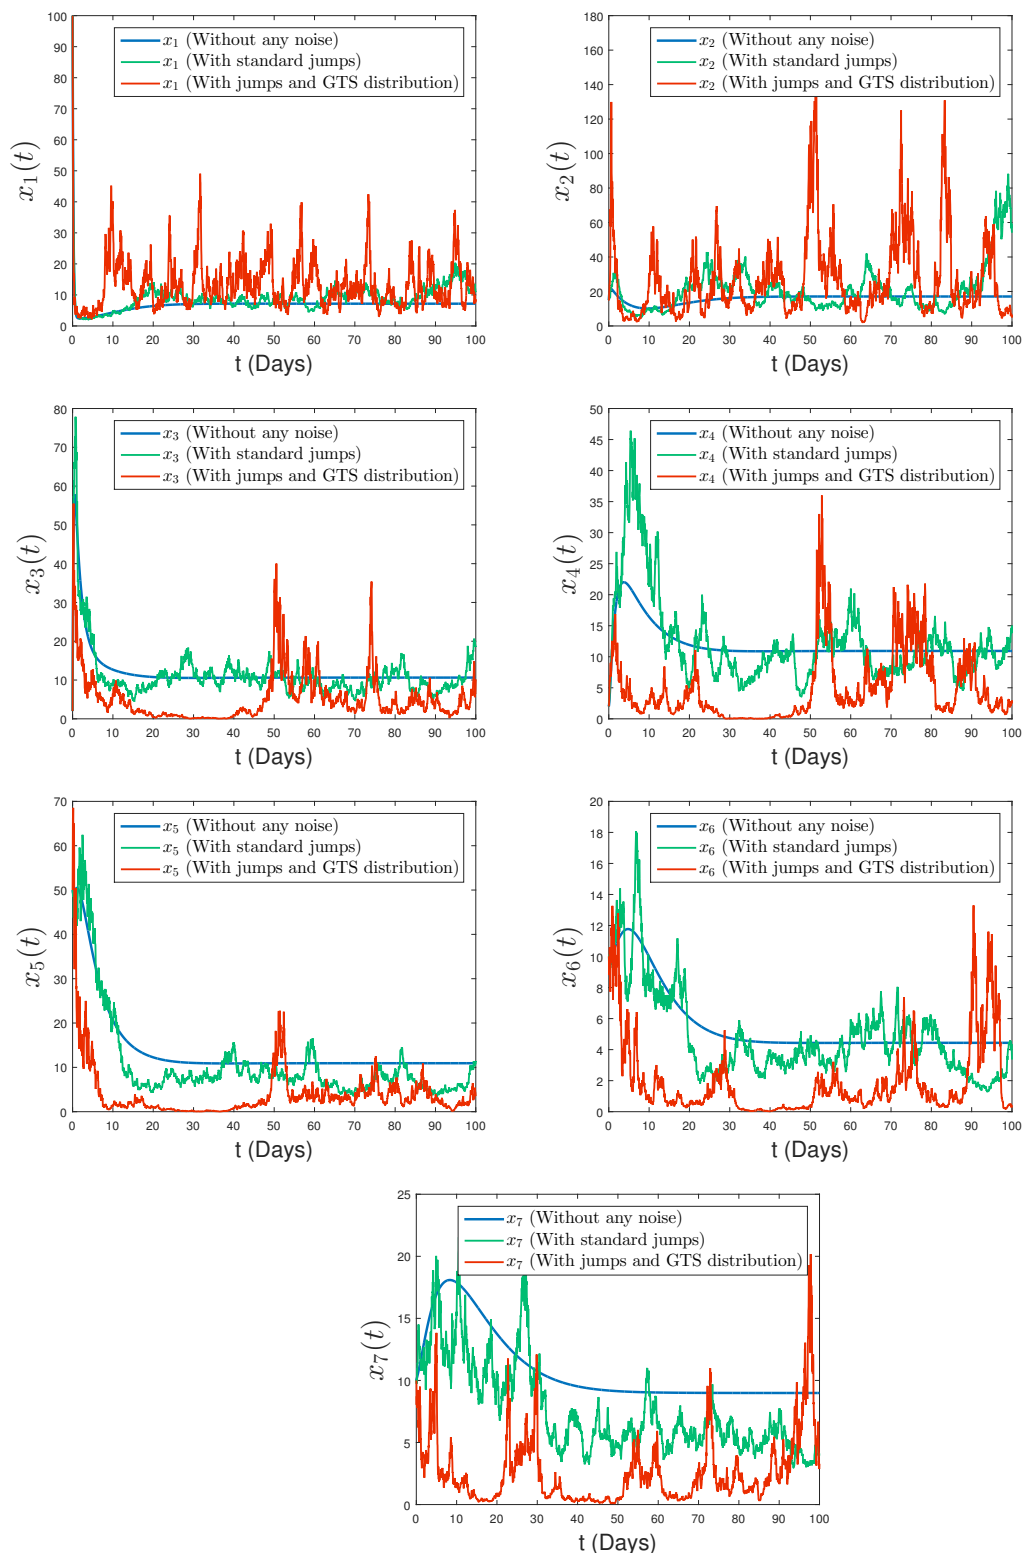 x1(t)
100
90
80
70
60
50
40
30
20
10
0
x1 (Without any noise)
x1 (With standard jumps)
x1 (With jumps and GTS distribution)
0 10 20 30 40 50 60 70 80 90 100
t (Days)
x2(t)
180
160
140
120
100
80
60
40
20
0
x2 (Without any noise)
x2 (With standard jumps)
x2 (With jumps and GTS distribution)
0 10 20 30 40 50 60 70 80 90 100
t (Days)
x3(t)
80
70
60
50
40
30
20
10
0
x3 (Without any noise)
x3 (With standard jumps)
x3 (With jumps and GTS distribution)
0 10 20 30 40 50 60 70 80 90 100
t (Days)
x4(t)
50
45
40
35
30
25
20
15
10
5
0
x4 (Without any noise)
x4 (With standard jumps)
x4 (With jumps and GTS distribution)
0 10 20 30 40 50 60 70 80 90 100
t (Days)
x5(t)
70
60
50
40
30
20
10
0
x5 (Without any noise)
x5 (With standard jumps)
x5 (With jumps and GTS distribution)
0 10 20 30 40 50 60 70 80 90 100
t (Days)
x6(t)
20
18
16
14
12
10
8
6
4
2
0
x6 (Without any noise)
x6 (With standard jumps)
x6 (With jumps and GTS distribution)
0 10 20 30 40 50 60 70 80 90 100
t (Days)
x7(t)
25
20
15
10
5
0
x7 (Without any noise)
x7 (With standard jumps)
x7 (With jumps and GTS distribution)
0 10 20 30 40 50 60 70 80 90 100
t (Days)